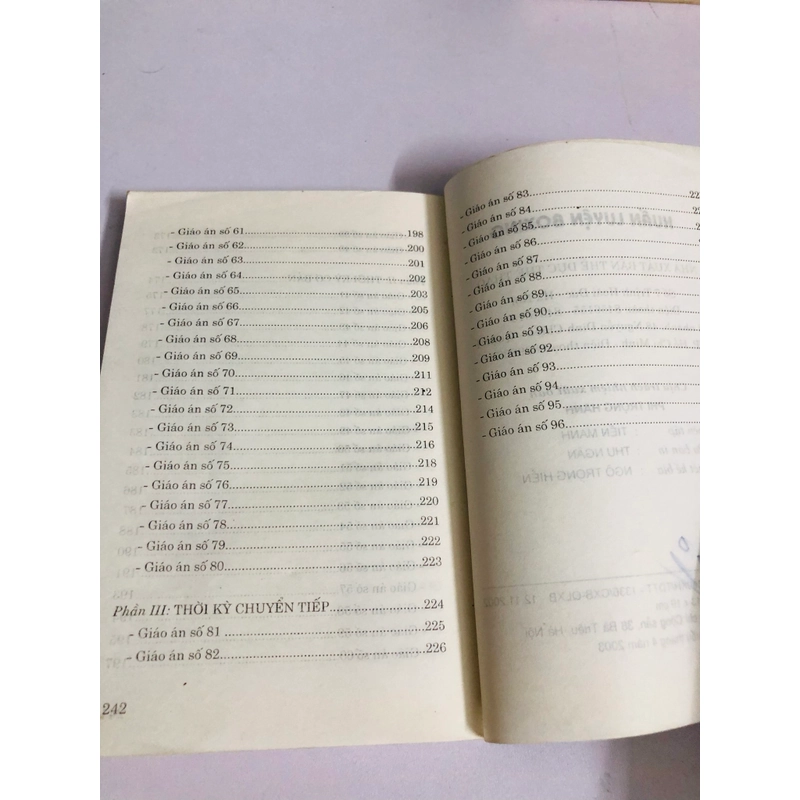 - Giáo án số 61..............................198
- Giáo án số 62..............................200
- Giáo án số 63..............................201
- Giáo án số 64..............................202
- Giáo án số 65..............................203
- Giáo án số 66..............................205
- Giáo án số 67..............................206
- Giáo án số 68..............................208
- Giáo án số 69..............................209
- Giáo án số 70..............................211
- Giáo án số 71..............................212
- Giáo án số 72..............................214
- Giáo án số 73..............................215
- Giáo án số 74..............................216
- Giáo án số 75..............................218
- Giáo án số 76..............................219
- Giáo án số 77..............................220
- Giáo án số 78..............................221
- Giáo án số 79..............................222
- Giáo án số 80..............................223
Phần III: THỜI KỲ CHUYỂN TIẾP....................224
- Giáo án số 81..............................225
- Giáo án số 82..............................226
242
- Giáo án số 83..............................
- Giáo án số 84..............................
- Giáo án số 85..............................
- Giáo án số 86..............................
- Giáo án số 87..............................
- Giáo án số 88..............................
- Giáo án số 89..............................
- Giáo án số 90..............................
- Giáo án số 91..............................
- Giáo án số 92..............................
- Giáo án số 93..............................
- Giáo án số 94..............................
- Giáo án số 95..............................
- Giáo án số 96..............................